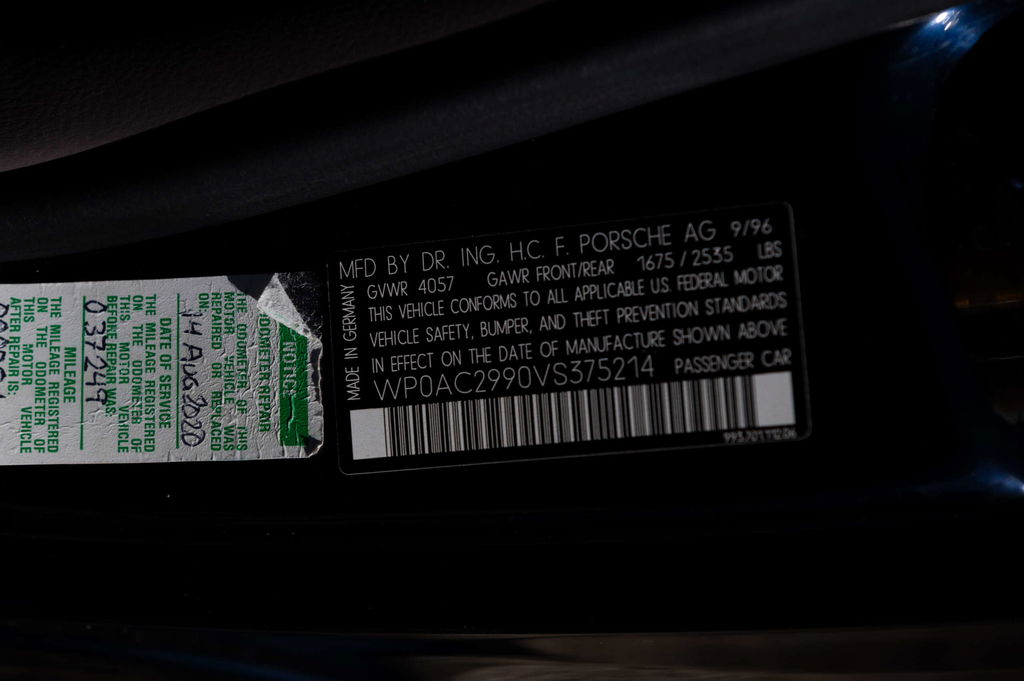 MFD BY DR. ING. H.C. F. PORSCHE AG 9/96
GVWR 4057 GAWR FRONT/REAR 1675 / 2535 LBS
THIS VEHICLE CONFORMS TO ALL APPLICABLE U.S. FEDERAL MOTOR
VEHICLE SAFETY, BUMPER, AND THEFT PREVENTION STANDARDS
IN EFFECT ON THE DATE OF MANUFACTURE SHOWN ABOVE
WP0AC2990VS375214 PASSENGER CAR
MADE IN GERMANY
NOTICE
ODOMETER REPAIR
THE ODOMETER OF THIS
MOTOR VEHICLE WAS
REPAIRED OR REPLACED
ON:
14 AUG 2020
DATE OF SERVICE
THE MILEAGE REGISTERED
ON THE ODOMETER OF
THIS MOTOR VEHICLE
BEFORE REPAIR WAS:
037249
MILEAGE
THE MILEAGE REGISTERED
ON THE ODOMETER OF
THIS MOTOR VEHICLE
AFTER REPAIR IS: